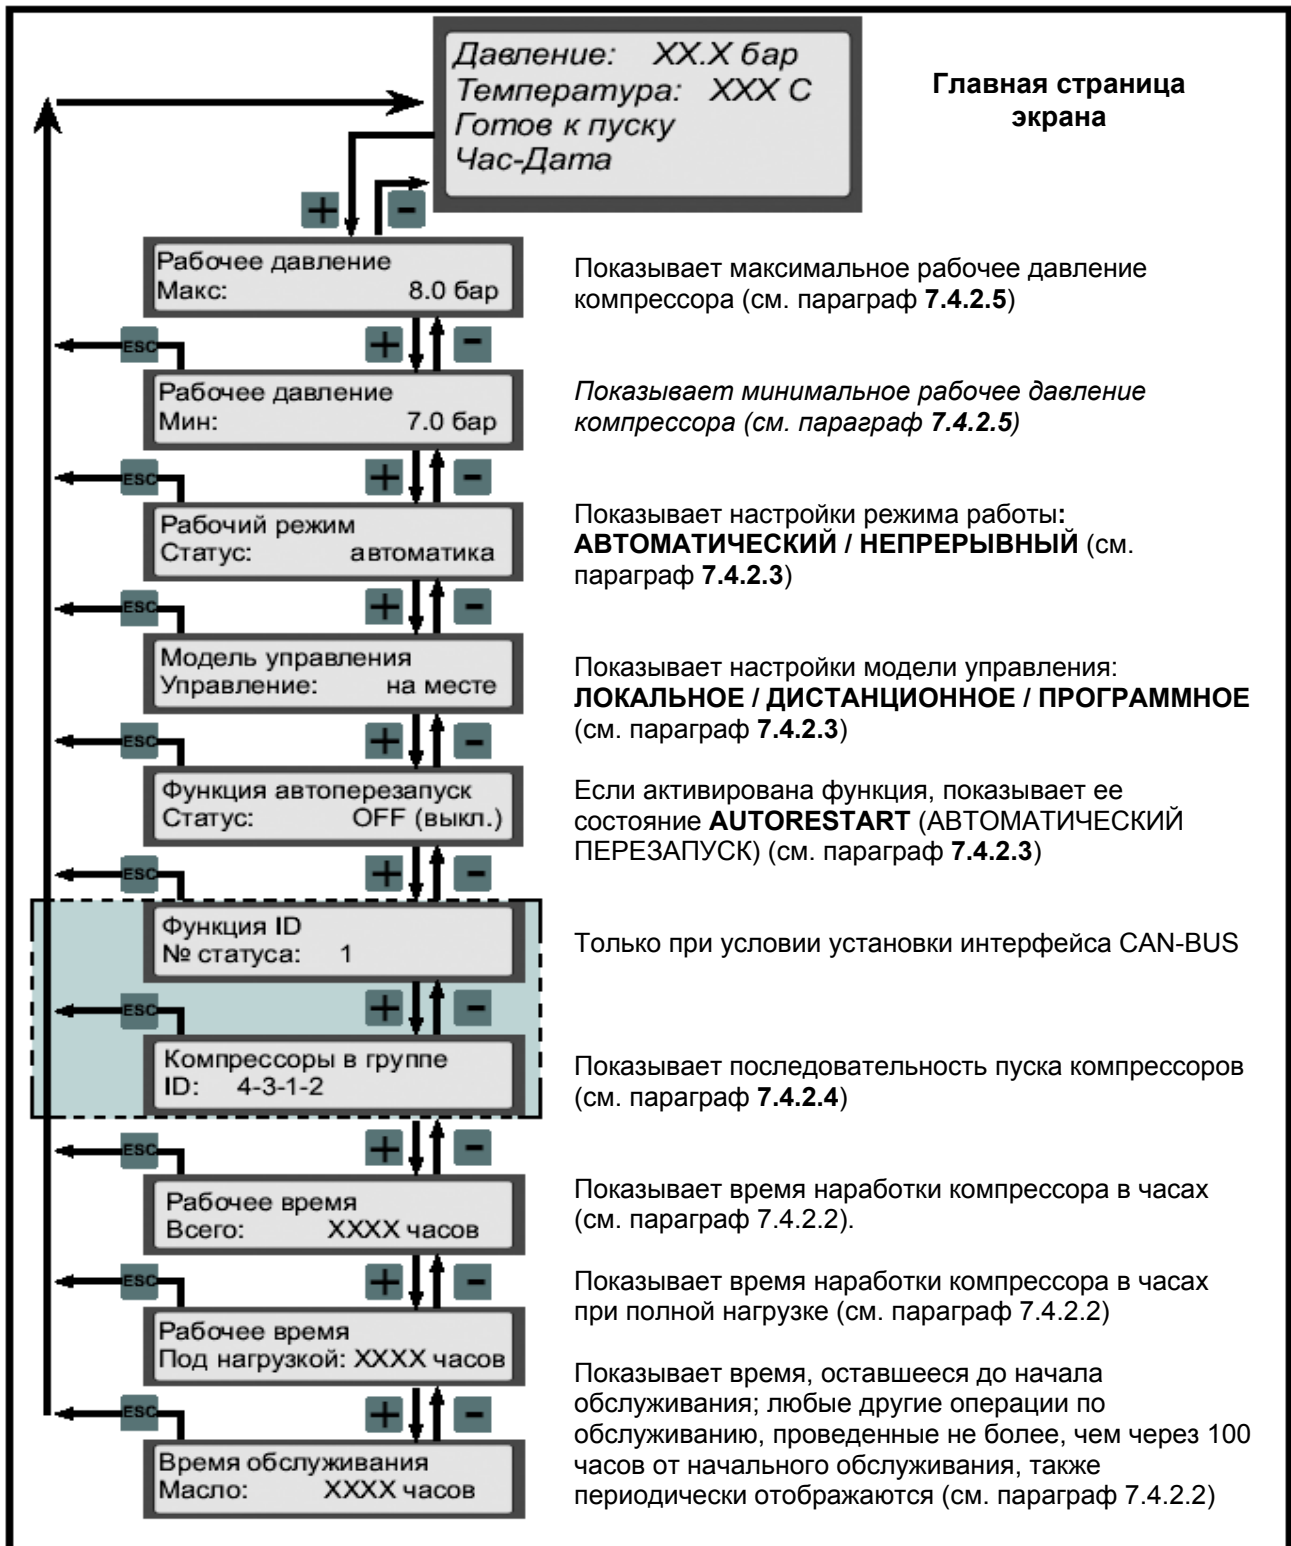 Давление: XX.X бар
Температура: XXX C
Готов к пуску
Час-Дата
Главная страница
экрана
+ -
Рабочее давление
Макс: 8.0 бар
Показывает максимальное рабочее давление
компрессора (см. параграф 7.4.2.5)
ESC + -
Рабочее давление
Мин: 7.0 бар
Показывает минимальное рабочее давление
компрессора (см. параграф 7.4.2.5)
ESC + -
Рабочий режим
Статус: автоматика
Показывает настройки режима работы:
АВТОМАТИЧЕСКИЙ / НЕПРЕРЫВНЫЙ (см.
параграф 7.4.2.3)
ESC + -
Модель управления
Управление: на месте
Показывает настройки модели управления:
ЛОКАЛЬНОЕ / ДИСТАНЦИОННОЕ / ПРОГРАММНОЕ
(см. параграф 7.4.2.3)
ESC + -
Функция автоперезапуск
Статус: OFF (выкл.)
Если активирована функция, показывает ее
состояние AUTORESTART (АВТОМАТИЧЕСКИЙ
ПЕРЕЗАПУСК) (см. параграф 7.4.2.3)
ESC + -
Функция ID
№ статуса: 1
Только при условии установки интерфейса CAN-BUS
ESC + -
Компрессоры в группе
ID: 4-3-1-2
Показывает последовательность пуска компрессоров
(см. параграф 7.4.2.4)
ESC + -
Рабочее время
Всего: XXXX часов
Показывает время наработки компрессора в часах
(см. параграф 7.4.2.2).
ESC + -
Рабочее время
Под нагрузкой: XXXX часов
Показывает время наработки компрессора в часах
при полной нагрузке (см. параграф 7.4.2.2)
ESC + -
Время обслуживания
Масло: XXXX часов
Показывает время, оставшееся до начала
обслуживания; любые другие операции по
обслуживанию, проведенные не более, чем через 100
часов от начального обслуживания, также
периодически отображаются (см. параграф 7.4.2.2)